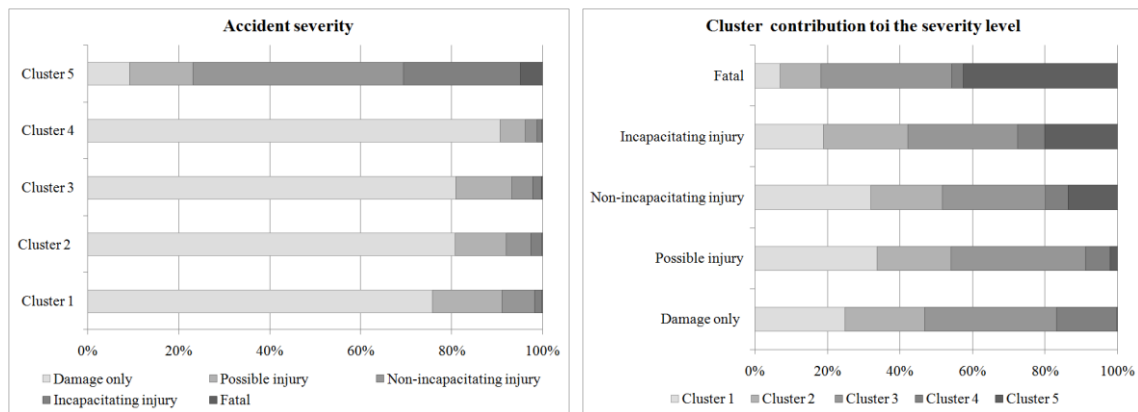 Accident severity
Cluster 5
Cluster 4
Cluster 3
Cluster 2
Cluster 1
0% 20% 40% 60% 80% 100%
Damage only Possible injury Non-incapacitating injury
Incapacitating injury Fatal
Cluster contribution toi the severity level
Fatal
Incapacitating injury
Non-incapacitating injury
Possible injury
Damage only
0% 20% 40% 60% 80% 100%
Cluster 1 Cluster 2 Cluster 3 Cluster 4 Cluster 5